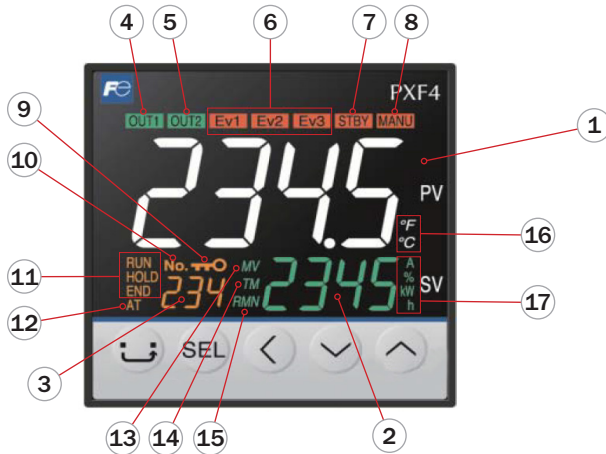 4 5 6 7 8
Fe PXF4
9 OUT1 OUT2 Ev1 Ev2 Ev3 STBY MANU
1
10 234.5 PV
°F
°C 16
11 RUN No. MV 2345 A SV
HOLD 234 TM %
END RMN kW 17
12 AT h
3 SEL
13 14 15 2